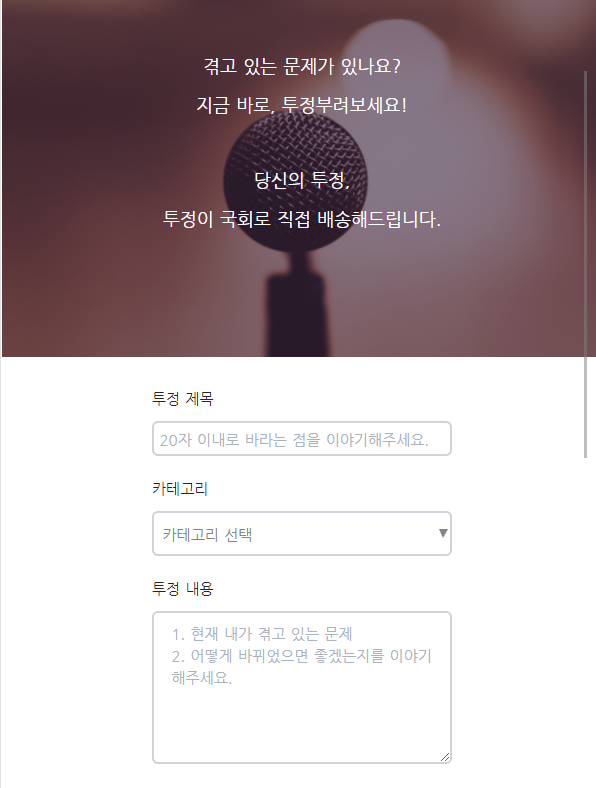 겪고 있는 문제가 있나요?
지금 바로, 투정부려보세요!
당신의 투정,
투정이 국회로 직접 배송해드립니다.
투정 제목
20자 이내로 바라는 점을 이야기해주세요.
카테고리
카테고리 선택
투정 내용
1. 현재 내가 겪고 있는 문제
2. 어떻게 바뀌었으면 좋겠는지를 이야기
해주세요.